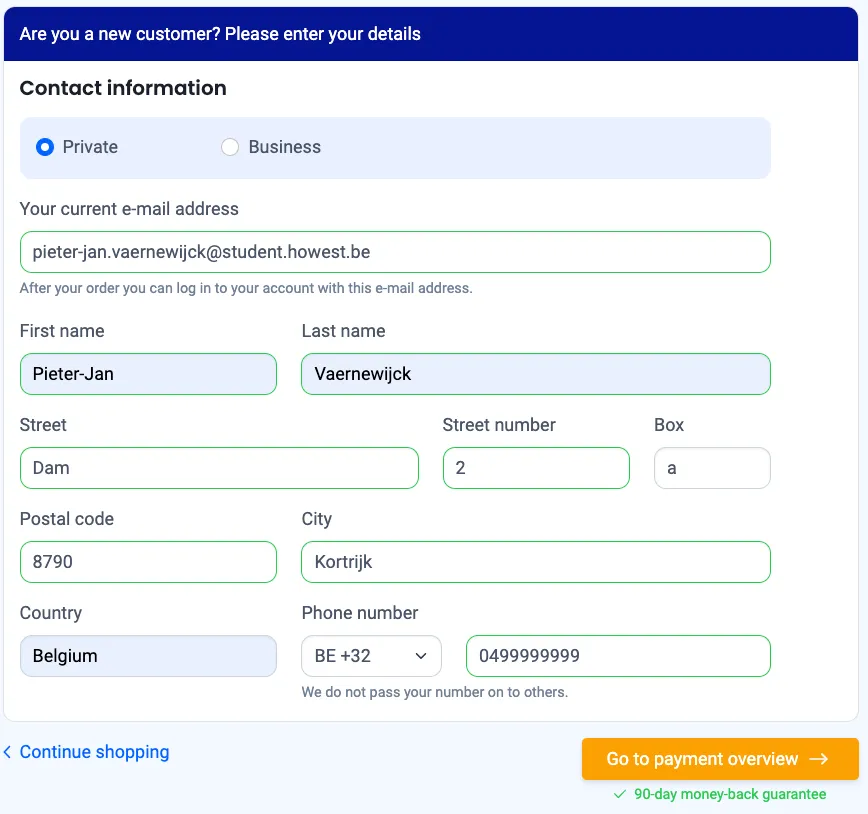 Are you a new customer? Please enter your details
Contact information
Private Business
Your current e-mail address
pieter-jan.vaernewijck@student.howest.be
After your order you can log in to your account with this e-mail address.
First name Last name
Pieter-Jan Vaernewijck
Street Street number Box
Dam 2 a
Postal code City
8790 Kortrijk
Country Phone number
Belgium BE +32 0499999999
We do not pass your number on to others.
Continue shopping Go to payment overview
90-day money-back guarantee